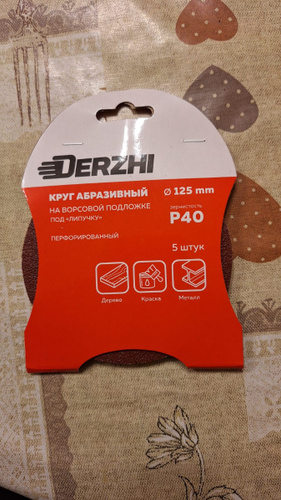 DERZHI
КРУГ АБРАЗИВНЫЙ
НА ВОРСОВОЙ ПОДЛОЖКЕ
ПОД «ЛИПУЧКУ»
ПЕРФОРИРОВАННЫЙ
Ø 125 mm
зернистость
P40
5 штук
Дерево
Краска
Металл